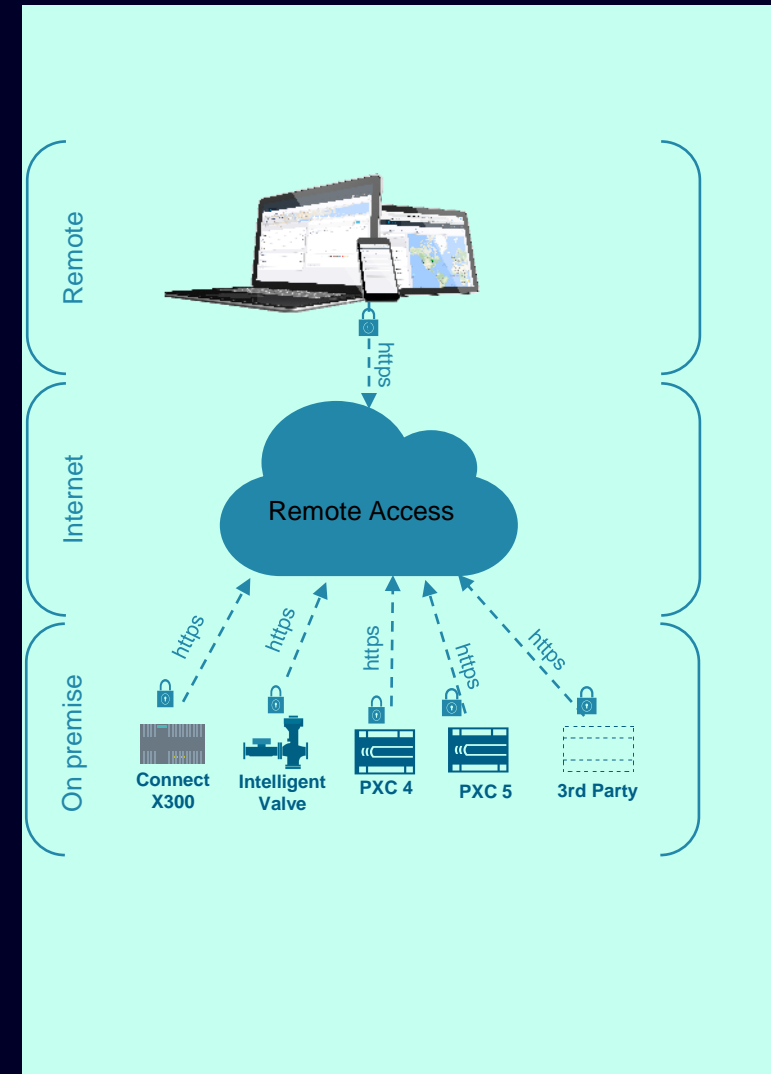 Remote
https
Internet
Remote Access
https
https
https
https
https
On premise
Connect
X300
Intelligent
Valve
PXC 4
PXC 5
3rd Party